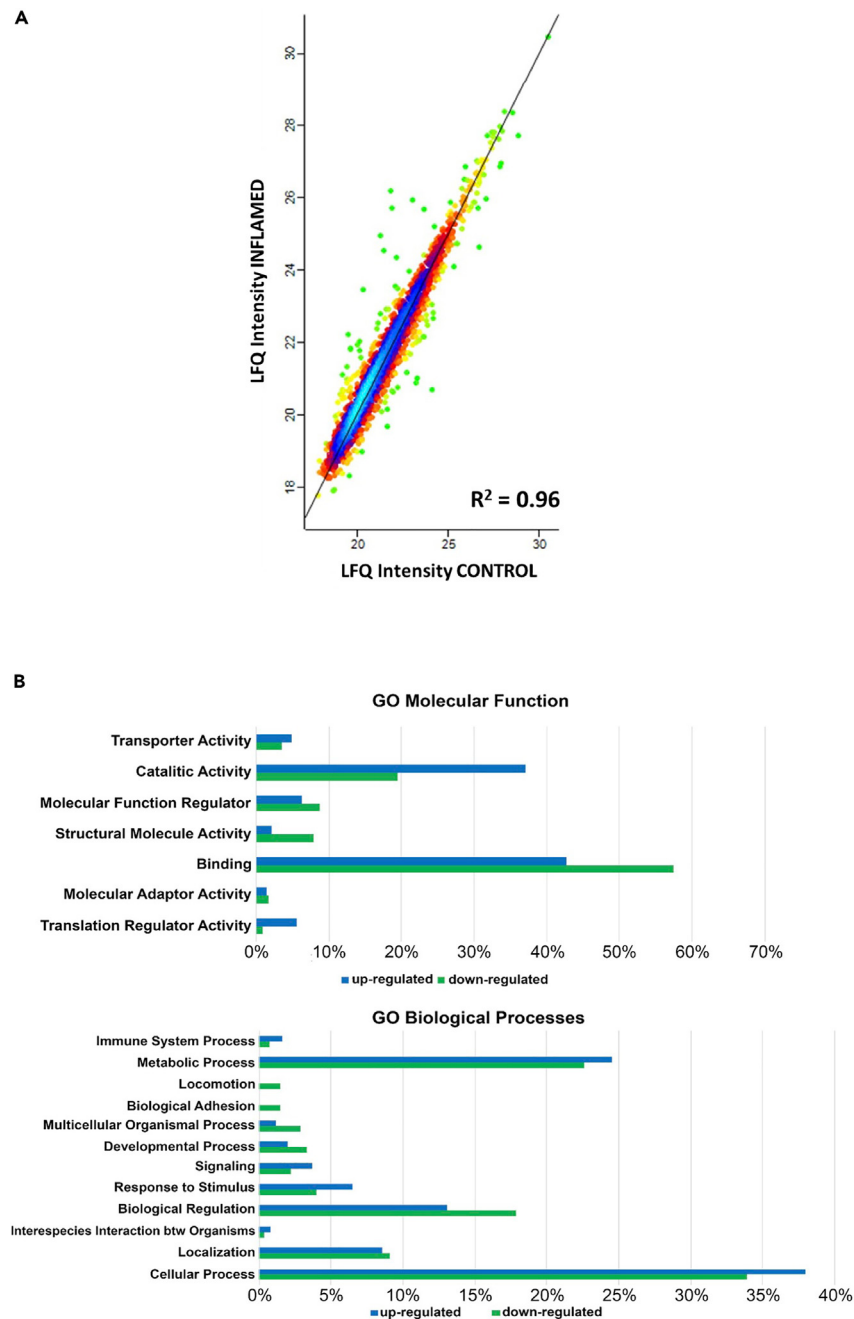 A
LFQ Intensity INFLAMED
30
28
26
24
22
20
18
R² = 0.96
20 25 30
LFQ Intensity CONTROL
B
GO Molecular Function
Transporter Activity
Catalitic Activity
Molecular Function Regulator
Structural Molecule Activity
Binding
Molecular Adaptor Activity
Translation Regulator Activity
0% 10% 20% 30% 40% 50% 60% 70%
up-regulated down-regulated
GO Biological Processes
Immune System Process
Metabolic Process
Locomotion
Biological Adhesion
Multicellular Organismal Process
Developmental Process
Signaling
Response to Stimulus
Biological Regulation
Interespecies Interaction btw Organisms
Localization
Cellular Process
0% 5% 10% 15% 20% 25% 30% 35% 40%
up-regulated down-regulated